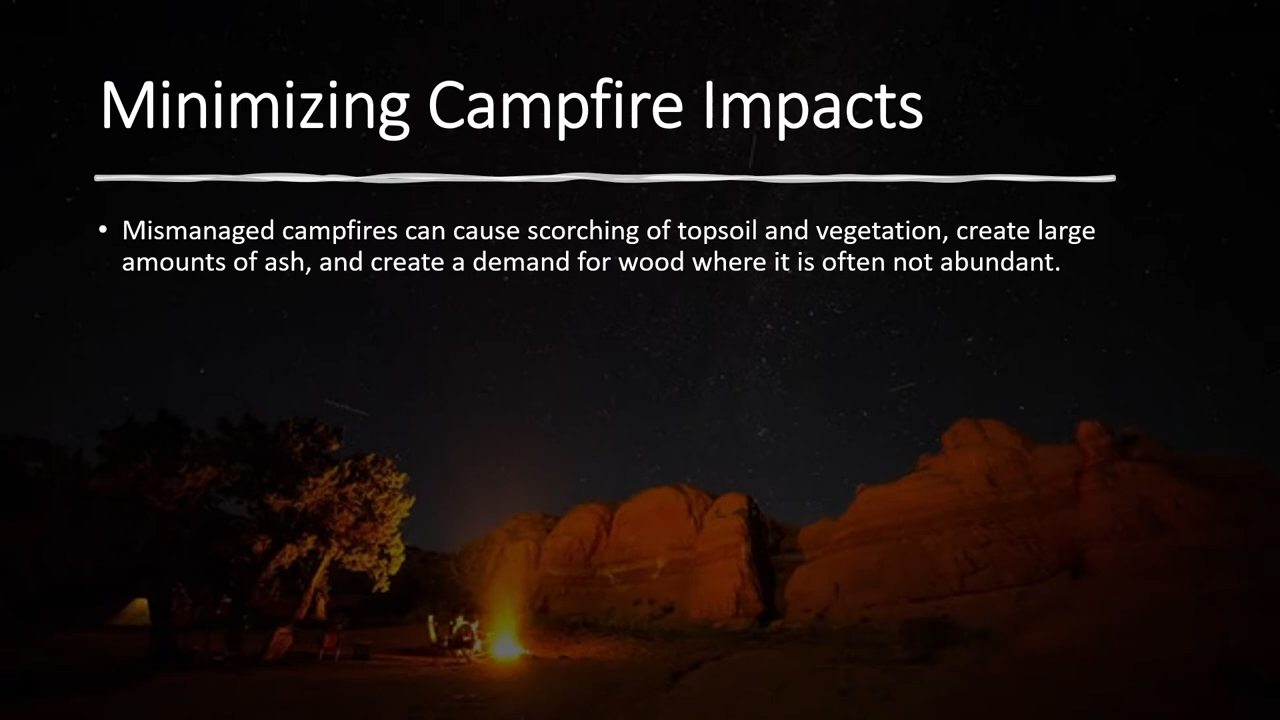 Minimizing Campfire Impacts
• Mismanaged campfires can cause scorching of topsoil and vegetation, create large
amounts of ash, and create a demand for wood where it is often not abundant.